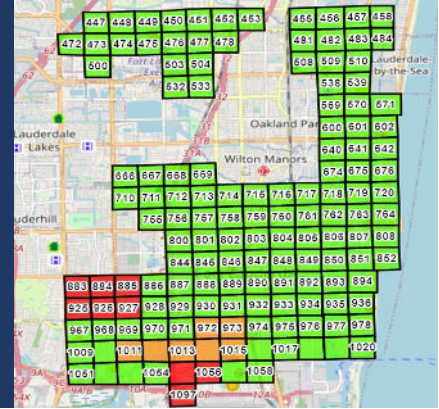 447 448 449 450 451 452 453 455 456 457 458
472 473 474 475 476 477 478 481 482 483 484
500 503 504 508 509 510 Lauderdale-
by-the-Sea
532 533 538 539
569 570 571
Oakland Par 600 601 602
Lauderdale
Lakes 640 641 642
Wilton Manors
666 667 668 669 674 675 676
710 711 712 713 714 715 716 717 718 719 720
755 756 757 758 759 760 761 762 763 764
auderhill
800 801 802 803 804 805 806 807 808
844 845 846 847 848 849 850 851 852
883 884 885 886 887 888 889 890 891 892 893 894
925 926 927 928 929 930 931 932 933 934 935 936
967 968 969 970 971 972 973 974 975 976 977 978
1009 1011 1013 1015 1017 1020
1051 1054 1056 1058
1097